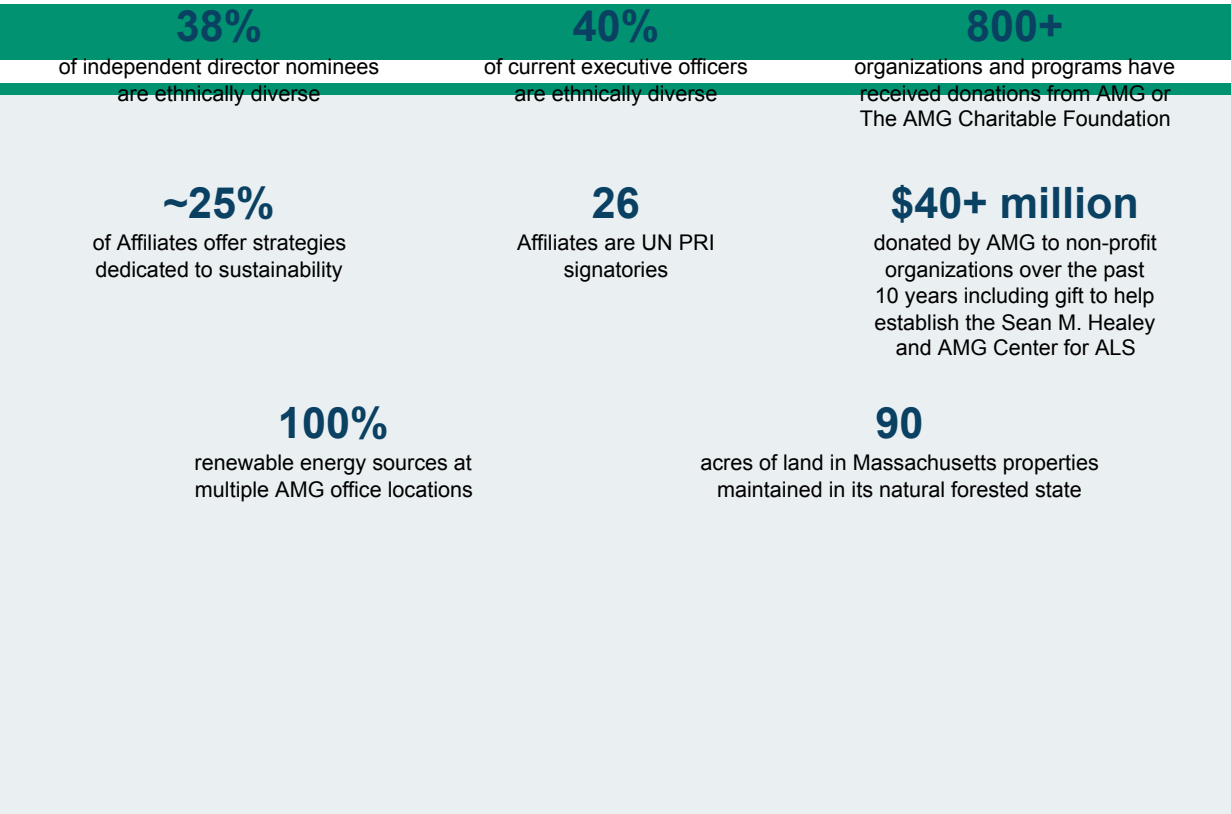 38%
of independent director nominees
are ethnically diverse
40%
of current executive officers
are ethnically diverse
800+
organizations and programs have
received donations from AMG or
The AMG Charitable Foundation
~25%
of Affiliates offer strategies
dedicated to sustainability
26
Affiliates are UN PRI
signatories
$40+ million
donated by AMG to non-profit
organizations over the past
10 years including gift to help
establish the Sean M. Healey
and AMG Center for ALS
100%
renewable energy sources at
multiple AMG office locations
90
acres of land in Massachusetts properties
maintained in its natural forested state